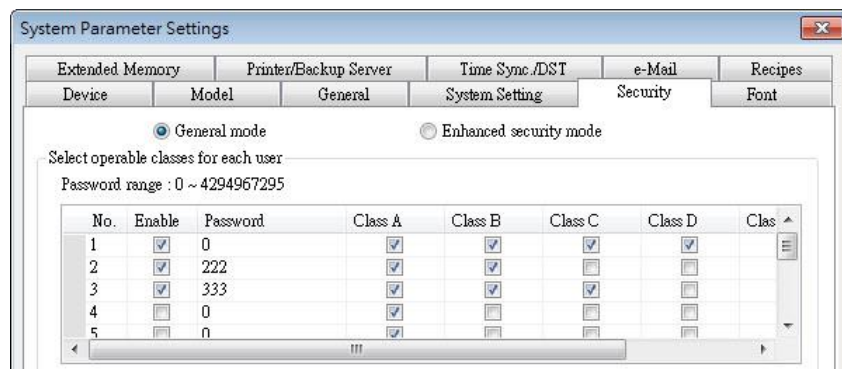 System Parameter Settings
Extended Memory Printer/Backup Server Time Sync./DST e-Mail Recipes
Device Model General System Setting Security Font
General mode Enhanced security mode
Select operable classes for each user
Password range : 0 ~ 4294967295
No. Enable Password Class A Class B Class C Class D Clas
1 0
2 222
3 333
4 0
5 0